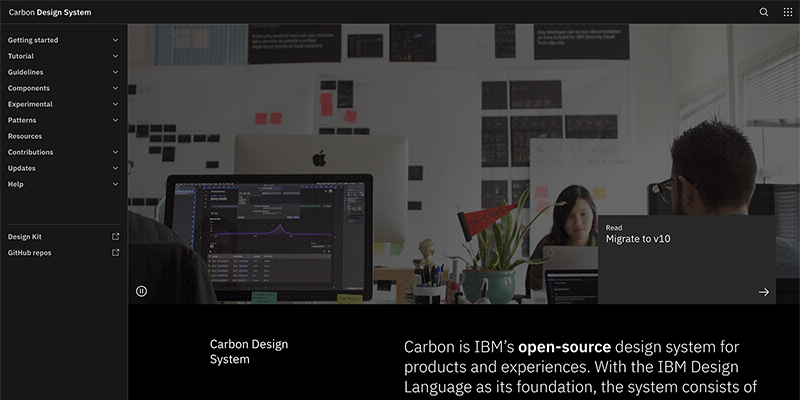 Carbon Design System
Getting started
Tutorial
Guidelines
Components
Experimental
Patterns
Resources
Contributions
Updates
Help
Design Kit
GitHub repos
Read
Migrate to v10
Carbon Design
System
Carbon is IBM's open-source design system for
products and experiences. With the IBM Design
Language as its foundation, the system consists of